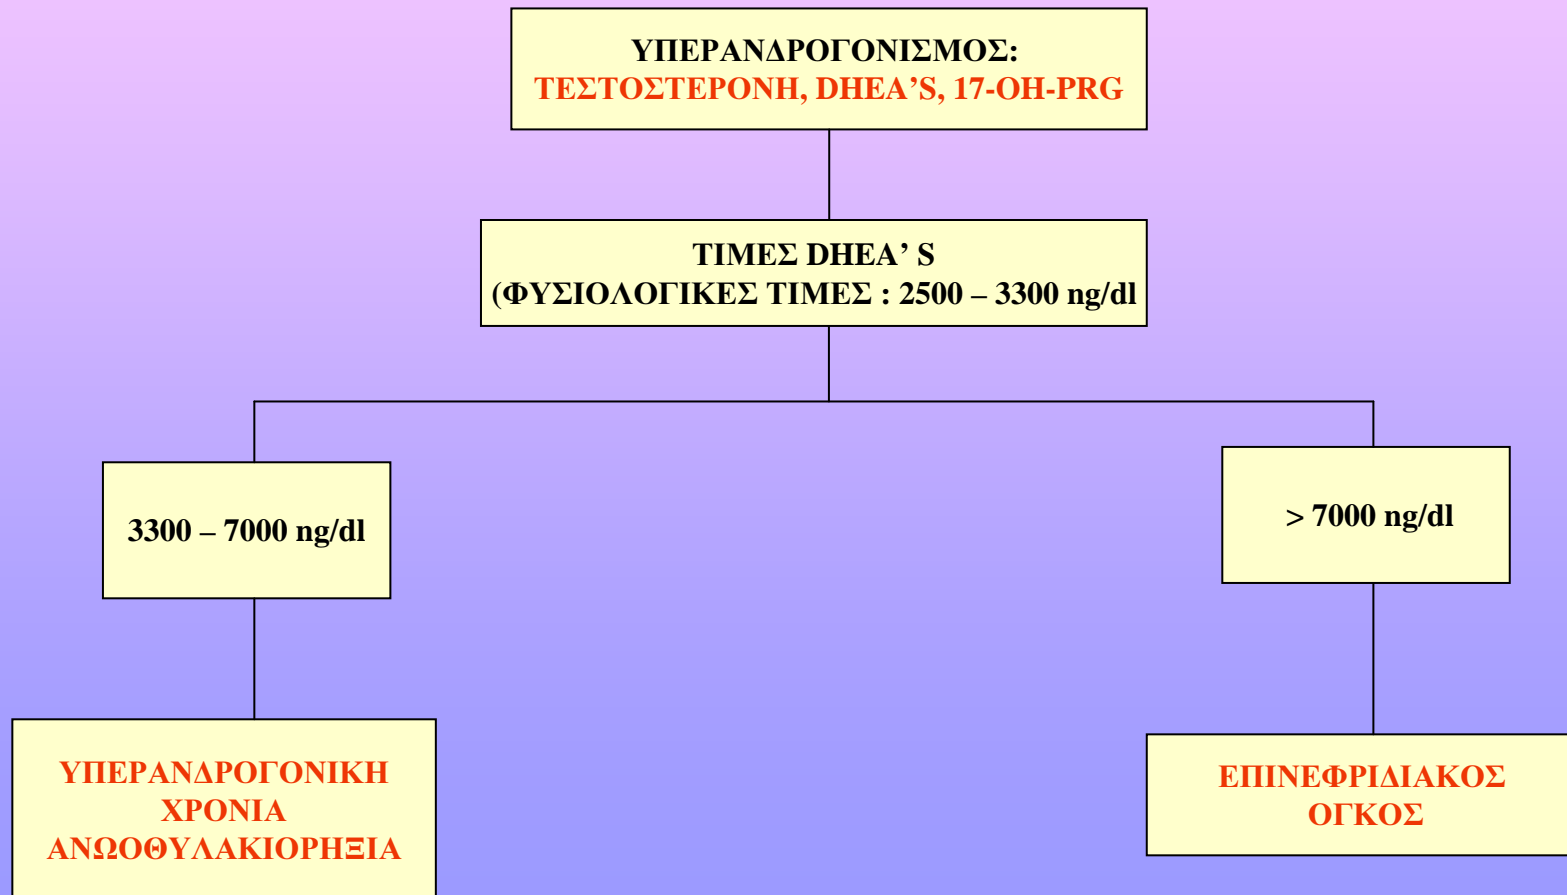 ΥΠΕΡΑΝΔΡΟΓΟΝΙΣΜΟΣ:
ΤΕΣΤΟΣΤΕΡΟΝΗ, DHEA’S, 17-OH-PRG
ΤΙΜΕΣ DHEA’ S
(ΦΥΣΙΟΛΟΓΙΚΕΣ ΤΙΜΕΣ : 2500 – 3300 ng/dl
3300 – 7000 ng/dl
> 7000 ng/dl
ΥΠΕΡΑΝΔΡΟΓΟΝΙΚΗ
ΧΡΟΝΙΑ
ΑΝΩΟΘΥΛΑΚΙΟΡΗΞΙΑ
ΕΠΙΝΕΦΡΙΔΙΑΚΟΣ
ΟΓΚΟΣ